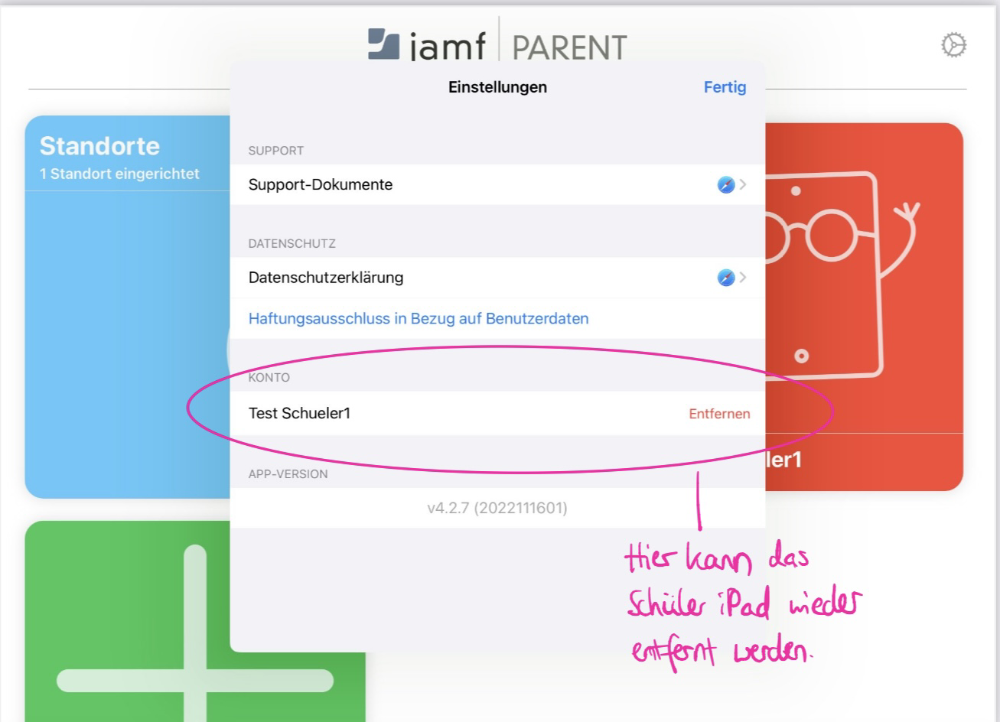 jamf | PARENT
Einstellungen
Fertig
Standorte
1 Standort eingerichtet
SUPPORT
Support-Dokumente
DATENSCHUTZ
Datenschutzerklärung
Haftungsausschluss in Bezug auf Benutzerdaten
KONTO
Test Schueler1
Entfernen
ler1
APP-VERSION
v4.2.7 (2022111601)
Hier kann das
Schüler iPad wieder
entfernt werden.